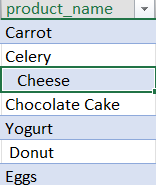 product_name
Carrot
Celery
Cheese
Chocolate Cake
Yogurt
Donut
Eggs